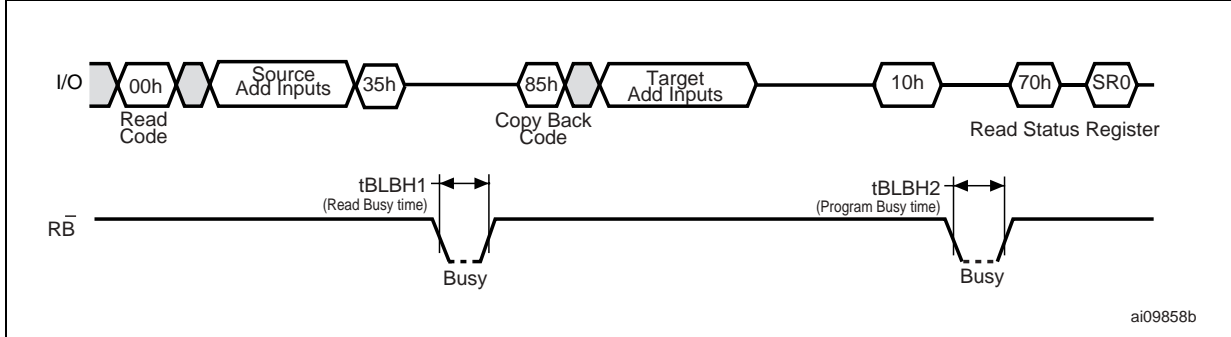 I/O
00h
Source
Add Inputs
35h
85h
Target
Add Inputs
10h
70h
SR0
Read
Code
Copy Back
Code
Read Status Register
tBLBH1
(Read Busy time)
tBLBH2
(Program Busy time)
RB̅
Busy
Busy
ai09858b